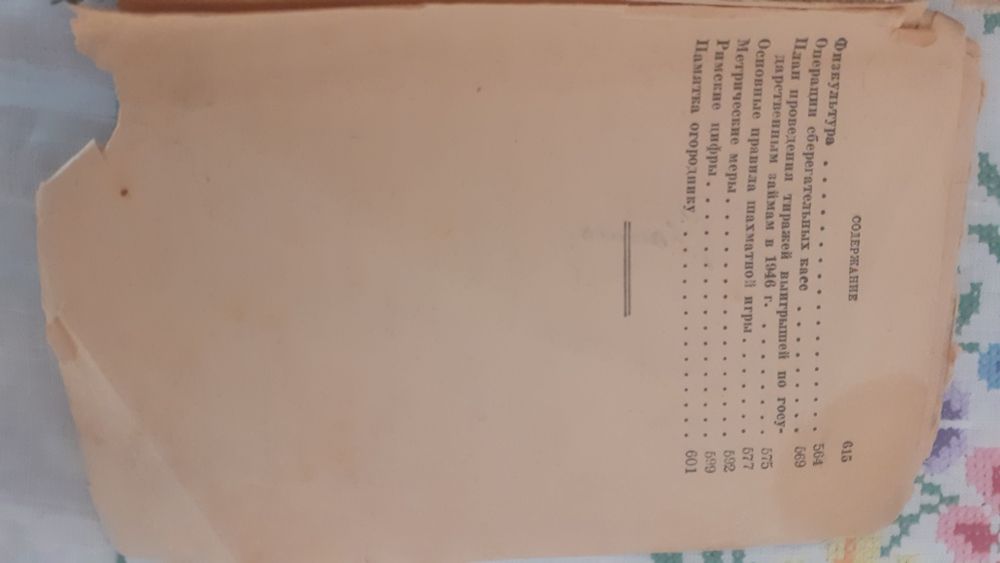 СОДЕРЖАНИЕ 615
Физкультура . . . . . . . . . . . . . . . 564
Операции сберегательных касс . . . . . . . 569
План проведения тиражей выигрышей по госу-
дарственным займам в 1946 г. . . . . . . . 575
Основные правила шахматной игры. . . . . . 577
Метрические меры. . . . . . . . . . . . . 592
Римские цифры. . . . . . . . . . . . . . 599
Памятка огороднику . . . . . . . . . . . . 601